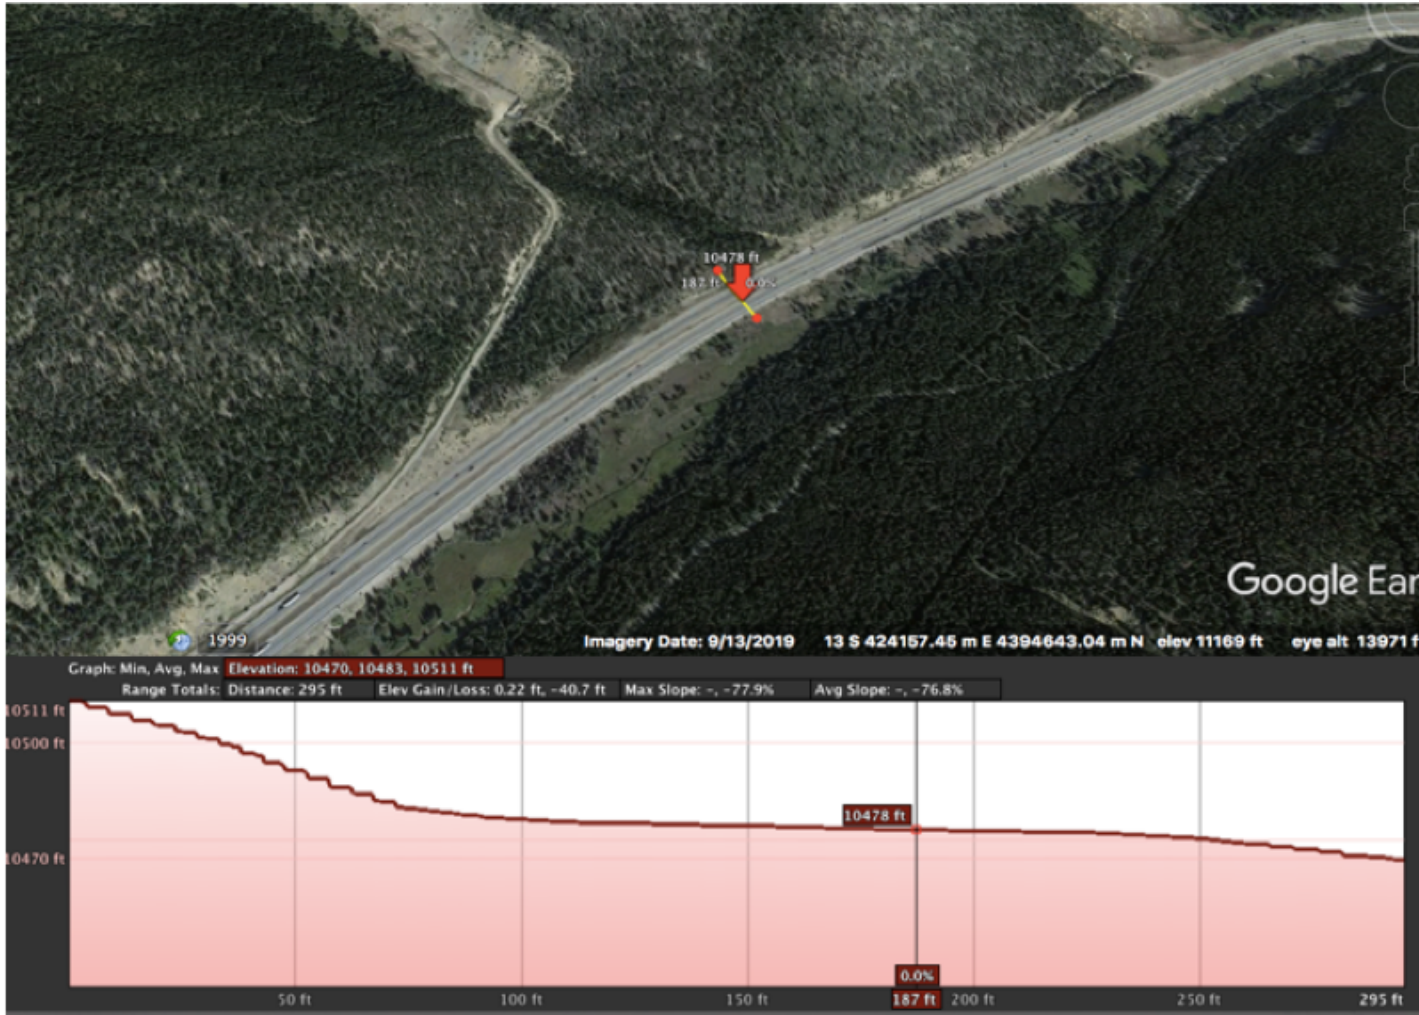 10478 ft
187 ft 0.0%
Google Ear
1999
Imagery Date: 9/13/2019 13 S 424157.45 m E 4394643.04 m N elev 11169 ft eye alt 13971 f
Graph: Min, Avg, Max Elevation: 10470, 10483, 10511 ft
Range Totals: Distance: 295 ft Elev Gain/Loss: 0.22 ft, -40.7 ft Max Slope: -, -77.9% Avg Slope: -, -76.8%
10511 ft
10500 ft
10478 ft
10470 ft
0.0%
50 ft 100 ft 150 ft 187 ft 200 ft 250 ft 295 ft